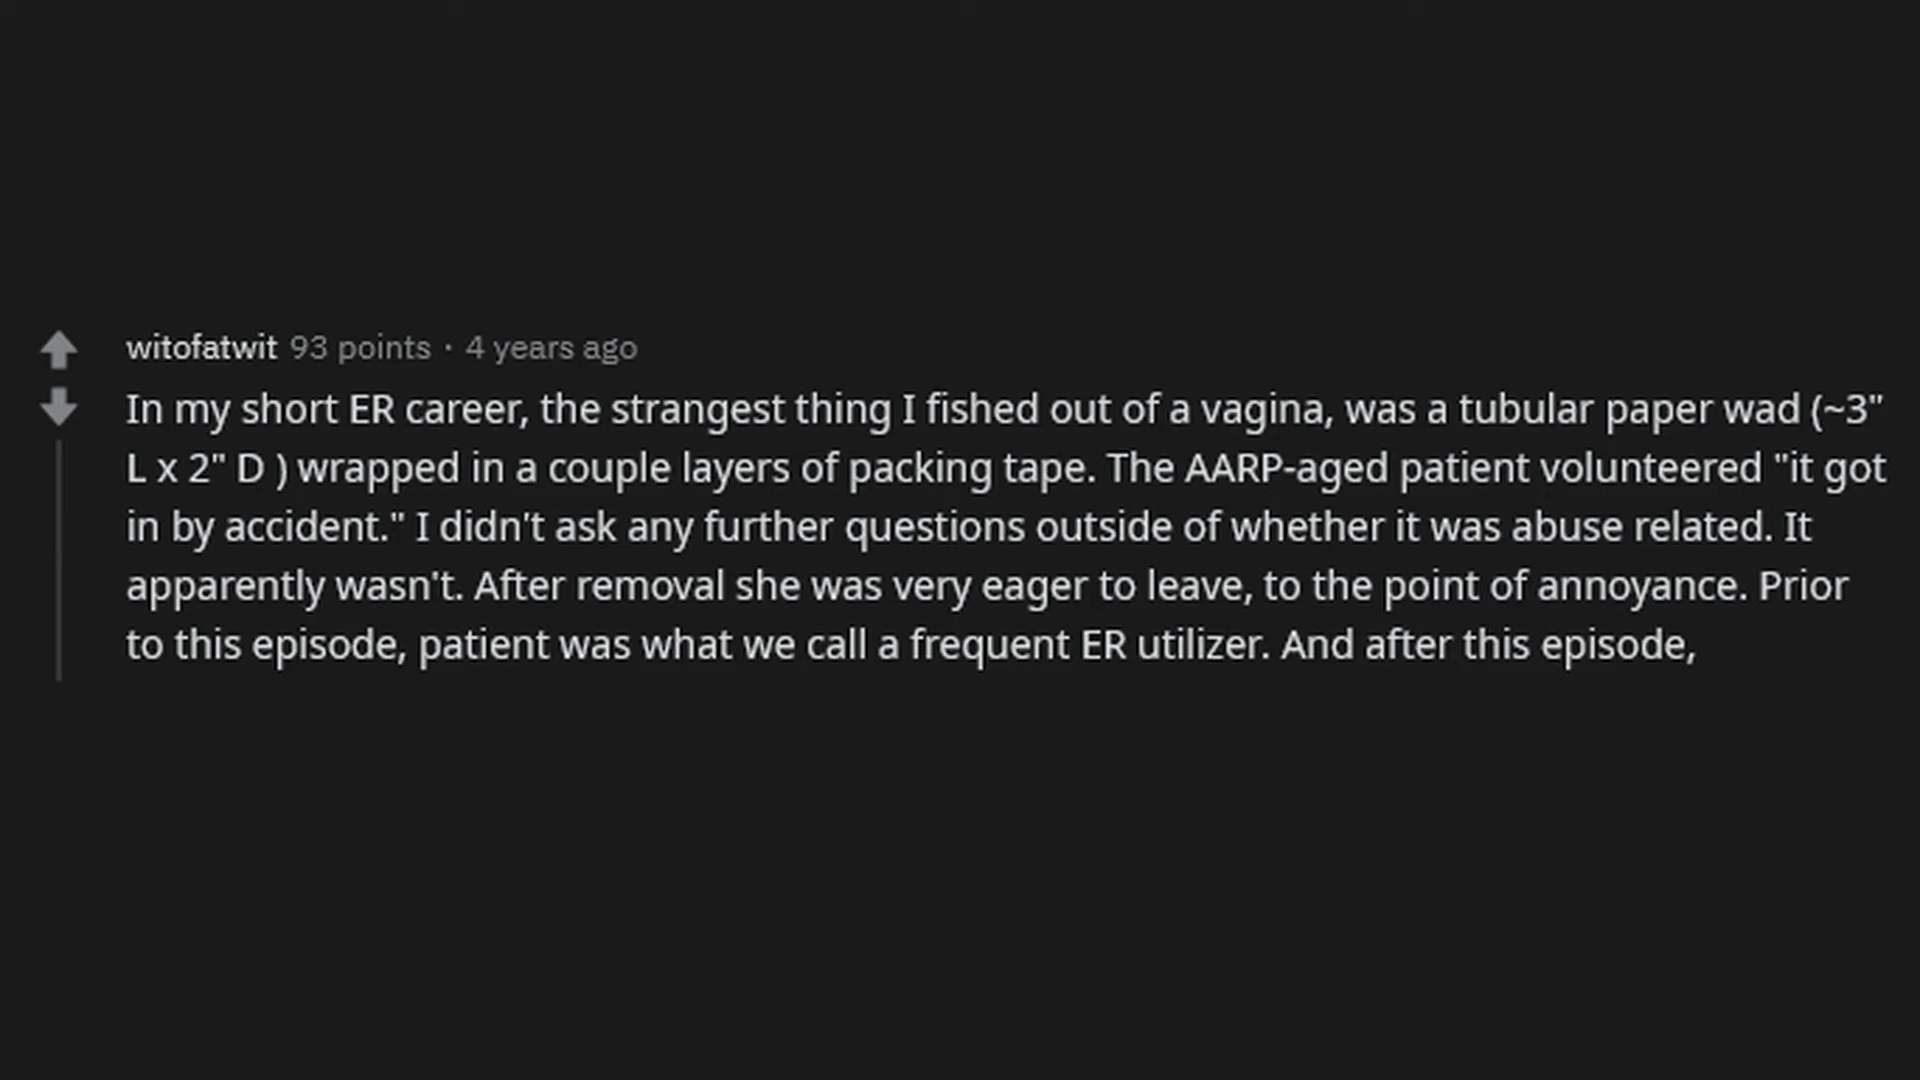 witofatwit 93 points · 4 years ago
In my short ER career, the strangest thing I fished out of a vagina, was a tubular paper wad (~3"
L x 2" D ) wrapped in a couple layers of packing tape. The AARP-aged patient volunteered "it got
in by accident." I didn't ask any further questions outside of whether it was abuse related. It
apparently wasn't. After removal she was very eager to leave, to the point of annoyance. Prior
to this episode, patient was what we call a frequent ER utilizer. And after this episode,